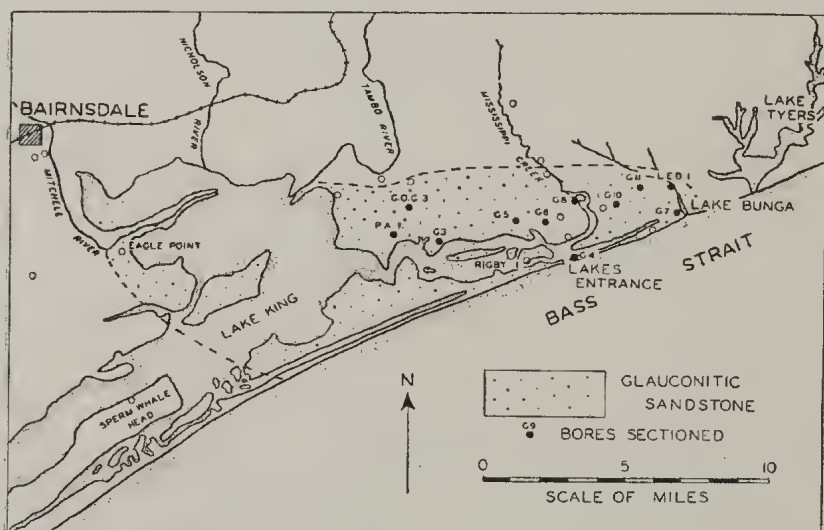 BAIRNSDALE
NICHOLSON
RIVER
TAMBO RIVER
MISSISSIPPI
CREEK
LAKE
TYERS
MITCHELL
RIVER
G.O.G 3
P.A. 1.
G3
G5
G6
G8
G10
G11
L.E.O. 1
G7
LAKE BUNGA
EAGLE POINT
RIGBY I
G4
LAKES
ENTRANCE
BASS STRAIT
LAKE KING
SPERM WHALE
HEAD
N
GLAUCONITIC
SANDSTONE
G9
BORES SECTIONED
0 5 10
SCALE OF MILES